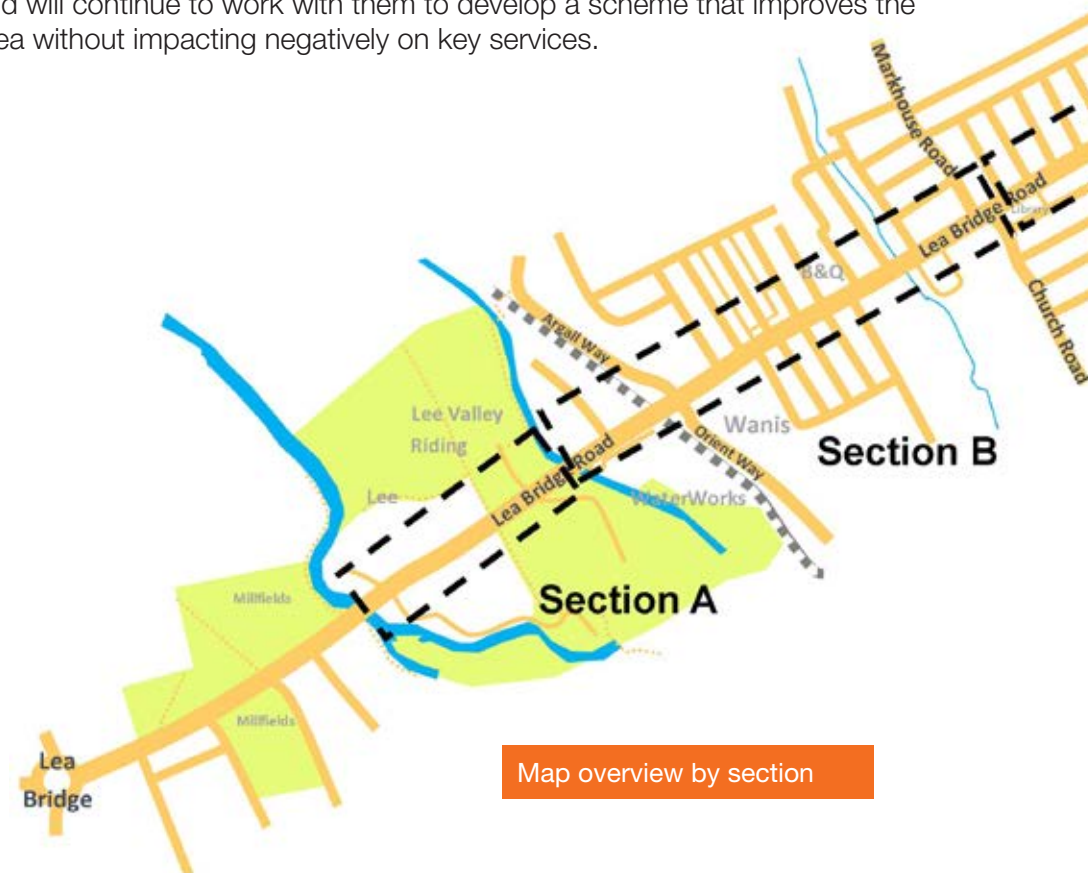 d will continue to work with them to develop a scheme that improves the
ea without impacting negatively on key services.
Markhouse Road
Lea Bridge Road
Library
B&Q
Church Road
Argall Way
Lee Valley
Riding
Wanis
Orient Way
Section B
Lea Bridge Road
Lee
WaterWorks
Section A
Millfields
Millfields
Lea
Bridge
Map overview by section